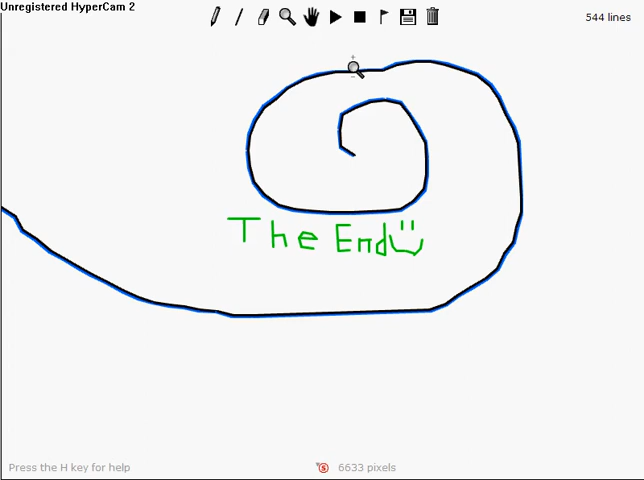 Unregistered HyperCam 2
544 lines
The End
Press the H key for help
6633 pixels